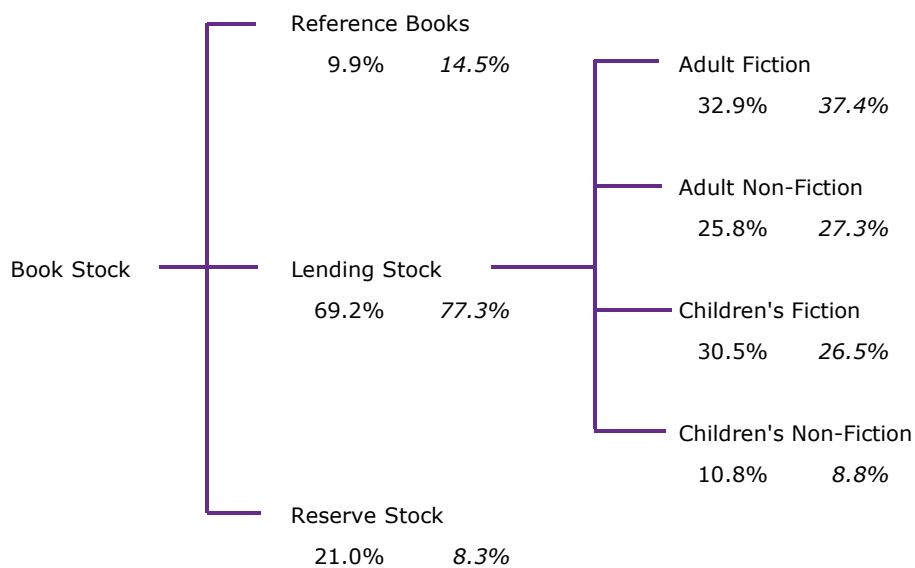 Reference Books
9.9% 14.5%
Adult Fiction
32.9% 37.4%
Adult Non-Fiction
25.8% 27.3%
Book Stock
Lending Stock
69.2% 77.3%
Children's Fiction
30.5% 26.5%
Children's Non-Fiction
10.8% 8.8%
Reserve Stock
21.0% 8.3%